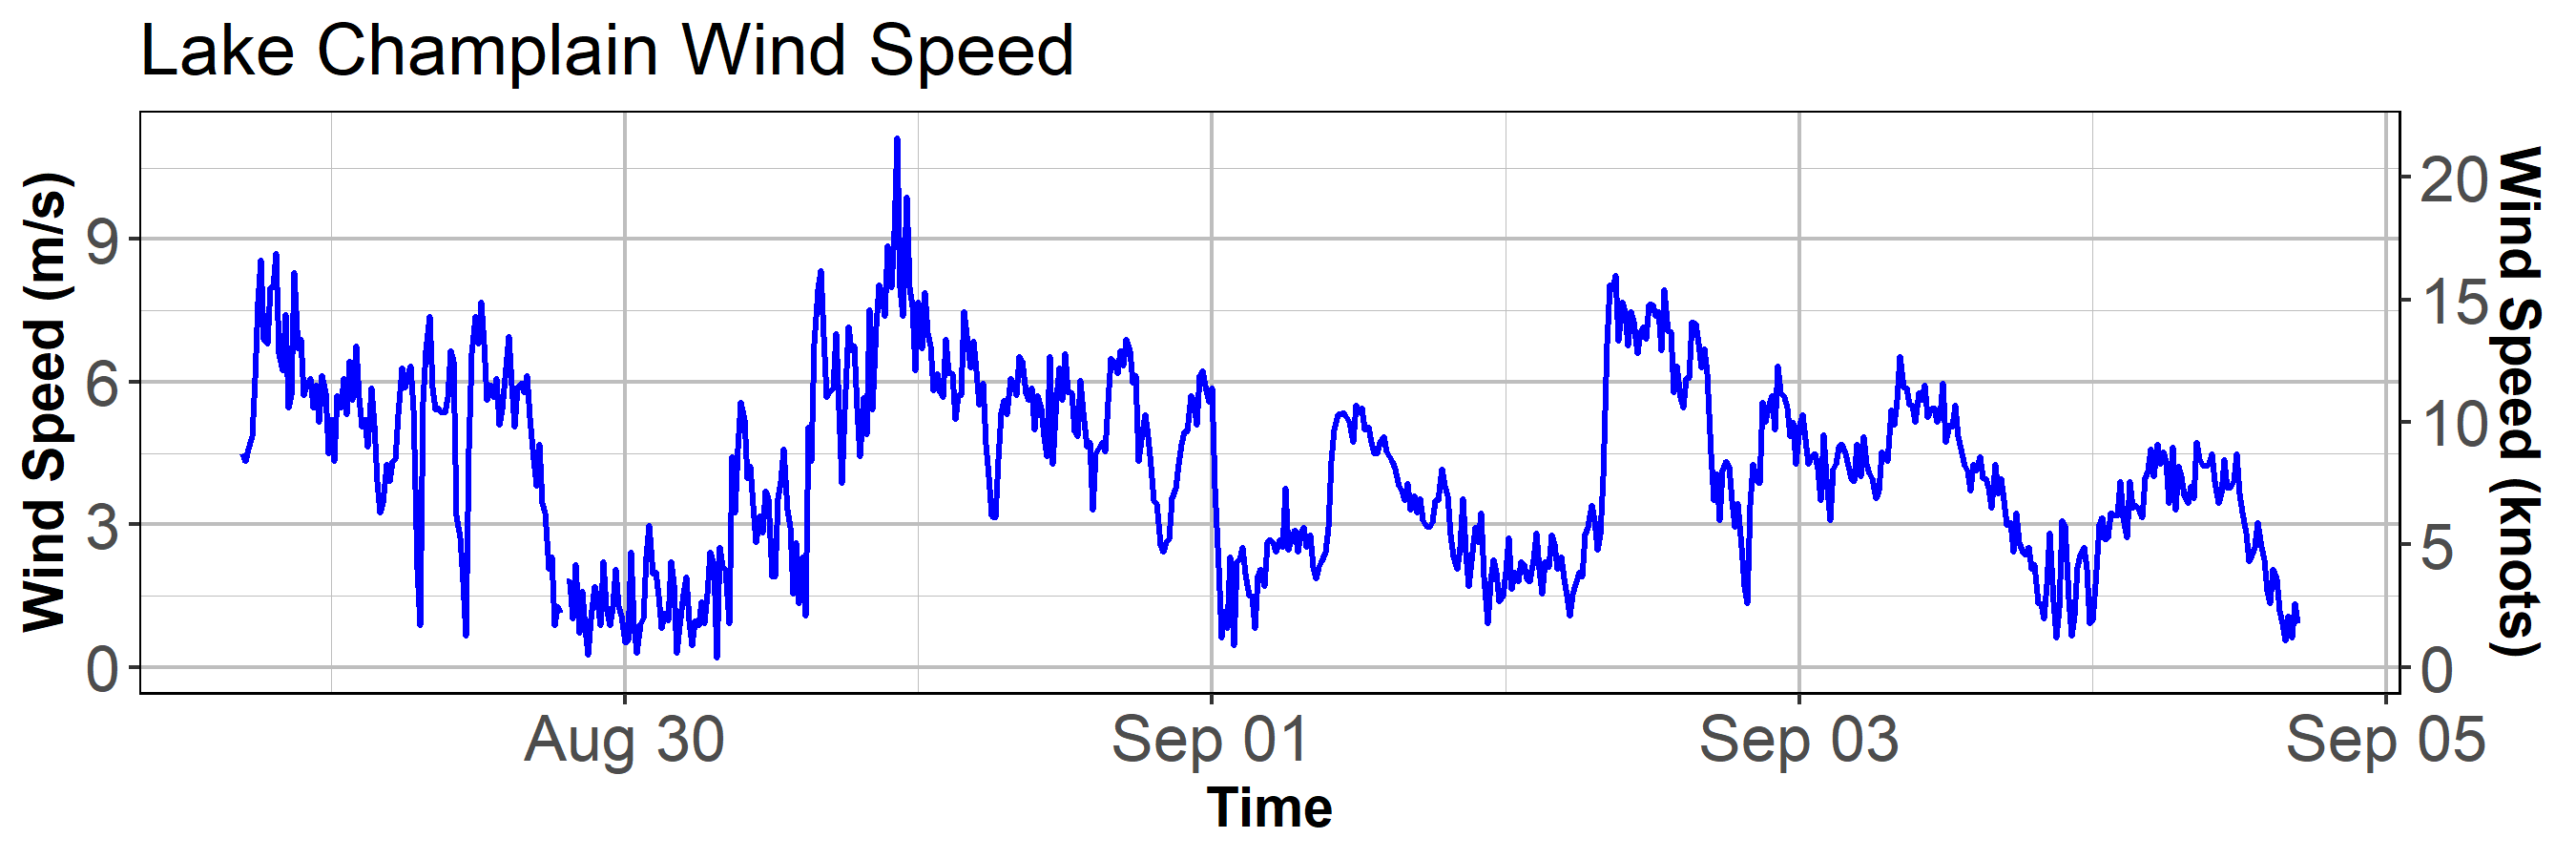 Lake Champlain Wind Speed
Wind Speed (m/s)
9
6
3
0
20
15
10
5
0
Wind Speed (knots)
Aug 30
Sep 01
Sep 03
Sep 05
Time